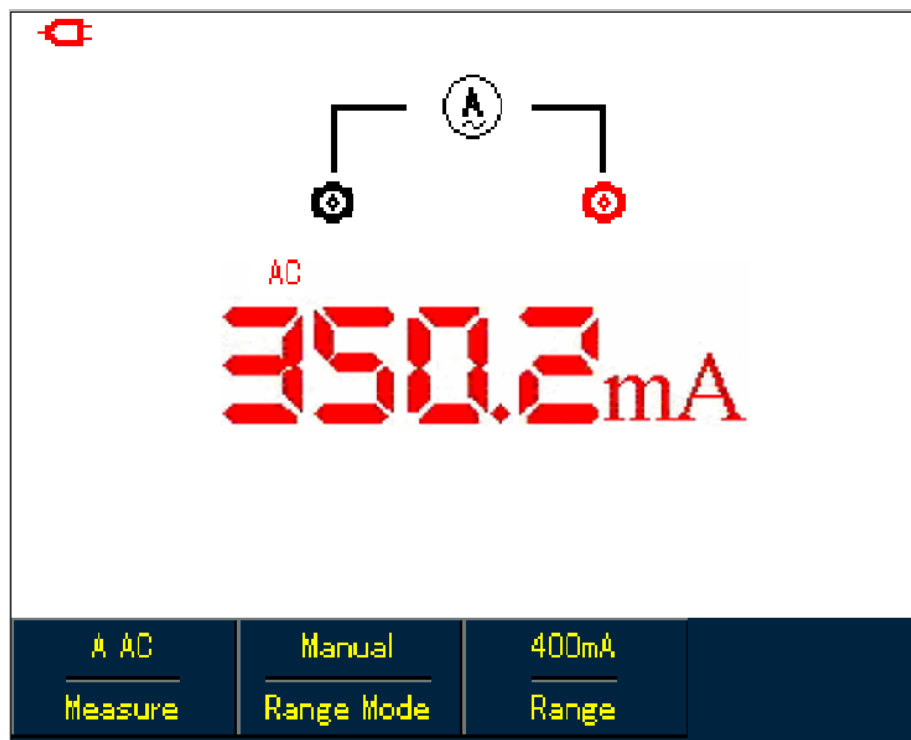 A
AC
350.2mA
A AC
Manual
400mA
Measure
Range Mode
Range